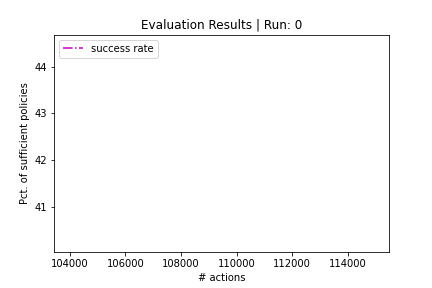 Evaluation Results | Run: 0
success rate
44
43
42
41
Pct. of sufficient policies
104000 106000 108000 110000 112000 114000
# actions